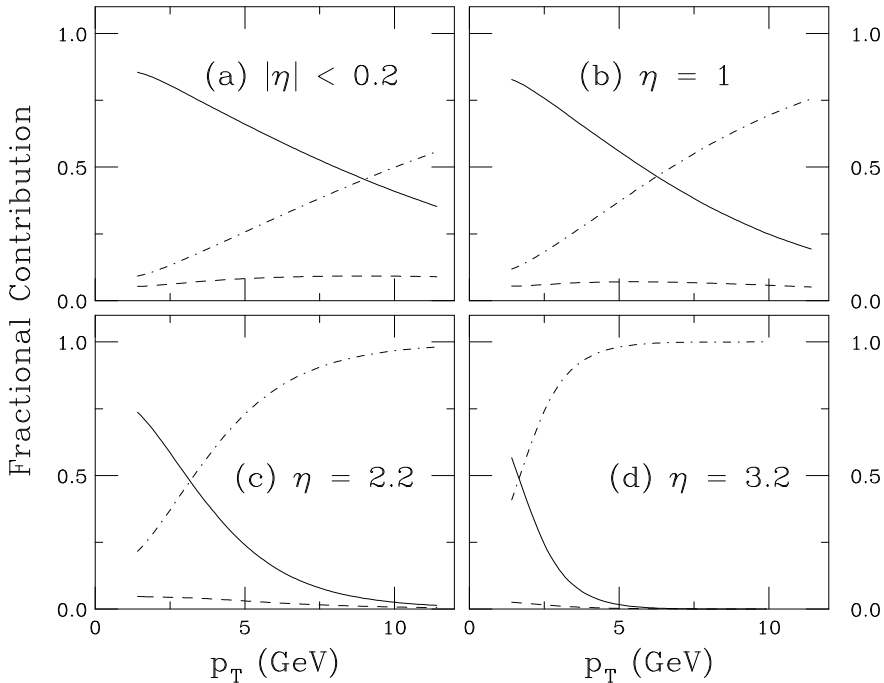 Fractional Contribution
1.0
0.5
0.0
(a) |η| < 0.2
(b) η = 1
1.0
0.5
0.0
1.0
0.5
0.0
(c) η = 2.2
(d) η = 3.2
1.0
0.5
0.0
0 5 10
0 5 10
p_T (GeV)
p_T (GeV)